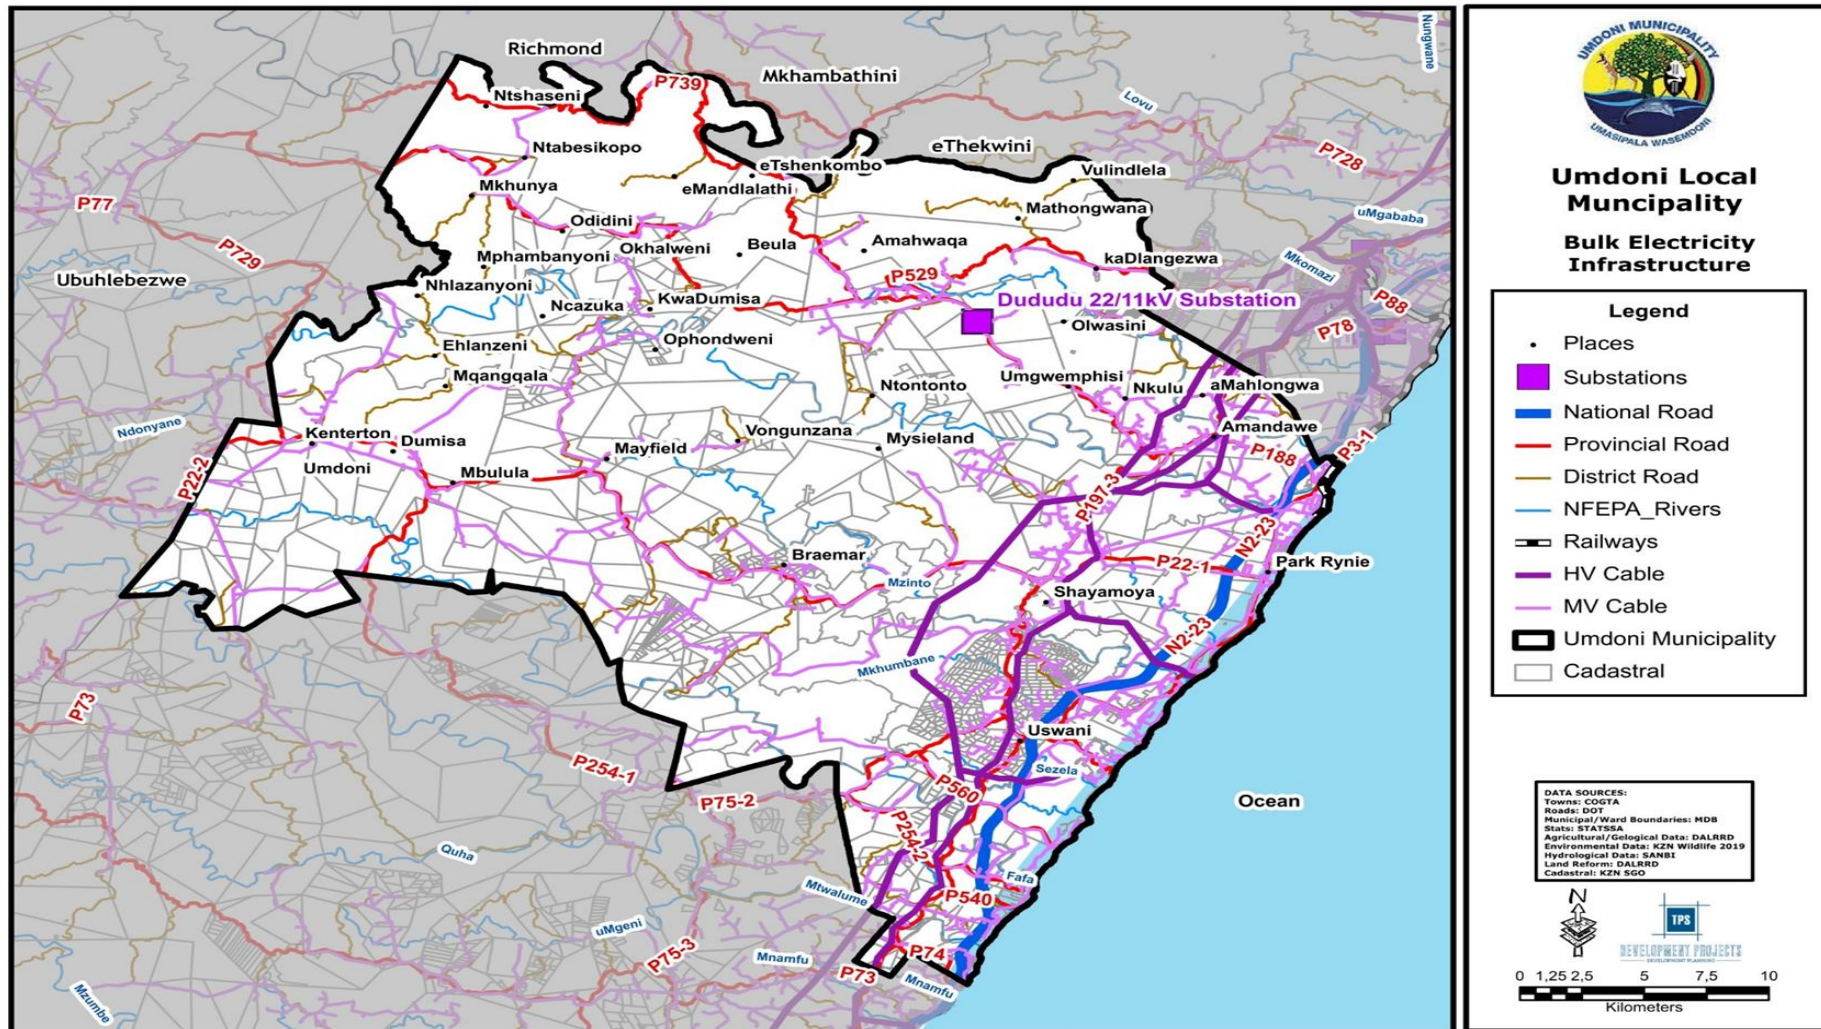 Richmond
Mkhambathini
Nungwane
P739
Ntshaseni
Lovu
Ntabesikopo
eThekwini
P728
eTshenkombo
Vulindlela
Mkhunya
eMandlalathi
P77
Mathongwana
uMgababa
Odidini
P729
Okhalweni
Beula
Amahwaqa
Mphambanyoni
kaDlangezwa
Mkomazi
Ubuhlebezwe
P529
Nhlazanyoni
KwaDumisa
Dududu 22/11kV Substation
P88
Ncazuka
Olwasini
P78
Ophondweni
Ehlanzeni
Mqangqala
Umgwemphisi
Ntontonto
Nkulu
aMahlongwa
Ndonyane
Kenterton
Dumisa
Vongunzana
Mysieland
Amandawe
Mayfield
P188
P3-1
Umdoni
Mbulula
P22-2
P197-3
N2-23
Braemar
P22-1
Park Rynie
Mzinto
Shayamoya
N2-23
Mkhumbane
P73
Uswani
P254-1
Sezela
P560
P75-2
Ocean
P254-2
Quha
Fafa
Mtwalume
P540
uMgeni
P75-3
P74
Mnamfu
P73
Mnamfu
Mzumbe
UMDONI MUNICIPALITY
UMASIPALA WASEMDONI
Umdoni Local
Muncipality
Bulk Electricity
Infrastructure
Legend
Places
Substations
National Road
Provincial Road
District Road
NFEPA_Rivers
Railways
HV Cable
MV Cable
Umdoni Municipality
Cadastral
DATA SOURCES:
Towns: COGTA
Roads: DOT
Municipal/Ward Boundaries: MDB
Stats: STATSSA
Agricultural/Gelogical Data: DALRRD
Environmental Data: KZN Wildlife 2019
Hydrological Data: SANBI
Land Reform: DALRRD
Cadastral: KZN SGO
N
TPS
DEVELOPMENT PROJECTS
DEVELOPMENT PLANNING
0 1,25 2,5 5 7,5 10
Kilometers